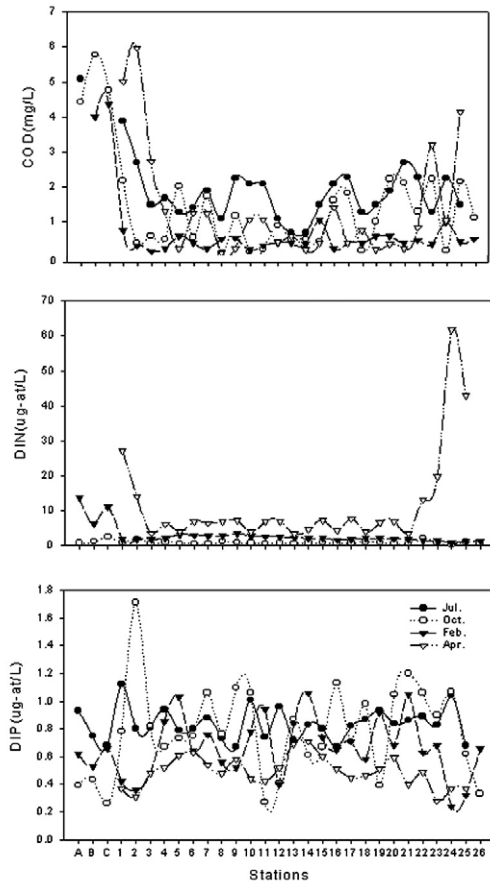 7
6
5
4
3
2
1
0
COD(mg/L)
70
60
50
40
30
20
10
0
DIN(ug-at/L)
1.8
1.6
1.4
1.2
1.0
0.8
0.6
0.4
0.2
0.0
DIP(ug-at/L)
Jul.
Oct.
Feb.
Apr.
A B C 1 2 3 4 5 6 7 8 9 10 11 12 13 14 15 16 17 18 19 20 21 22 23 24 25 26
Stations